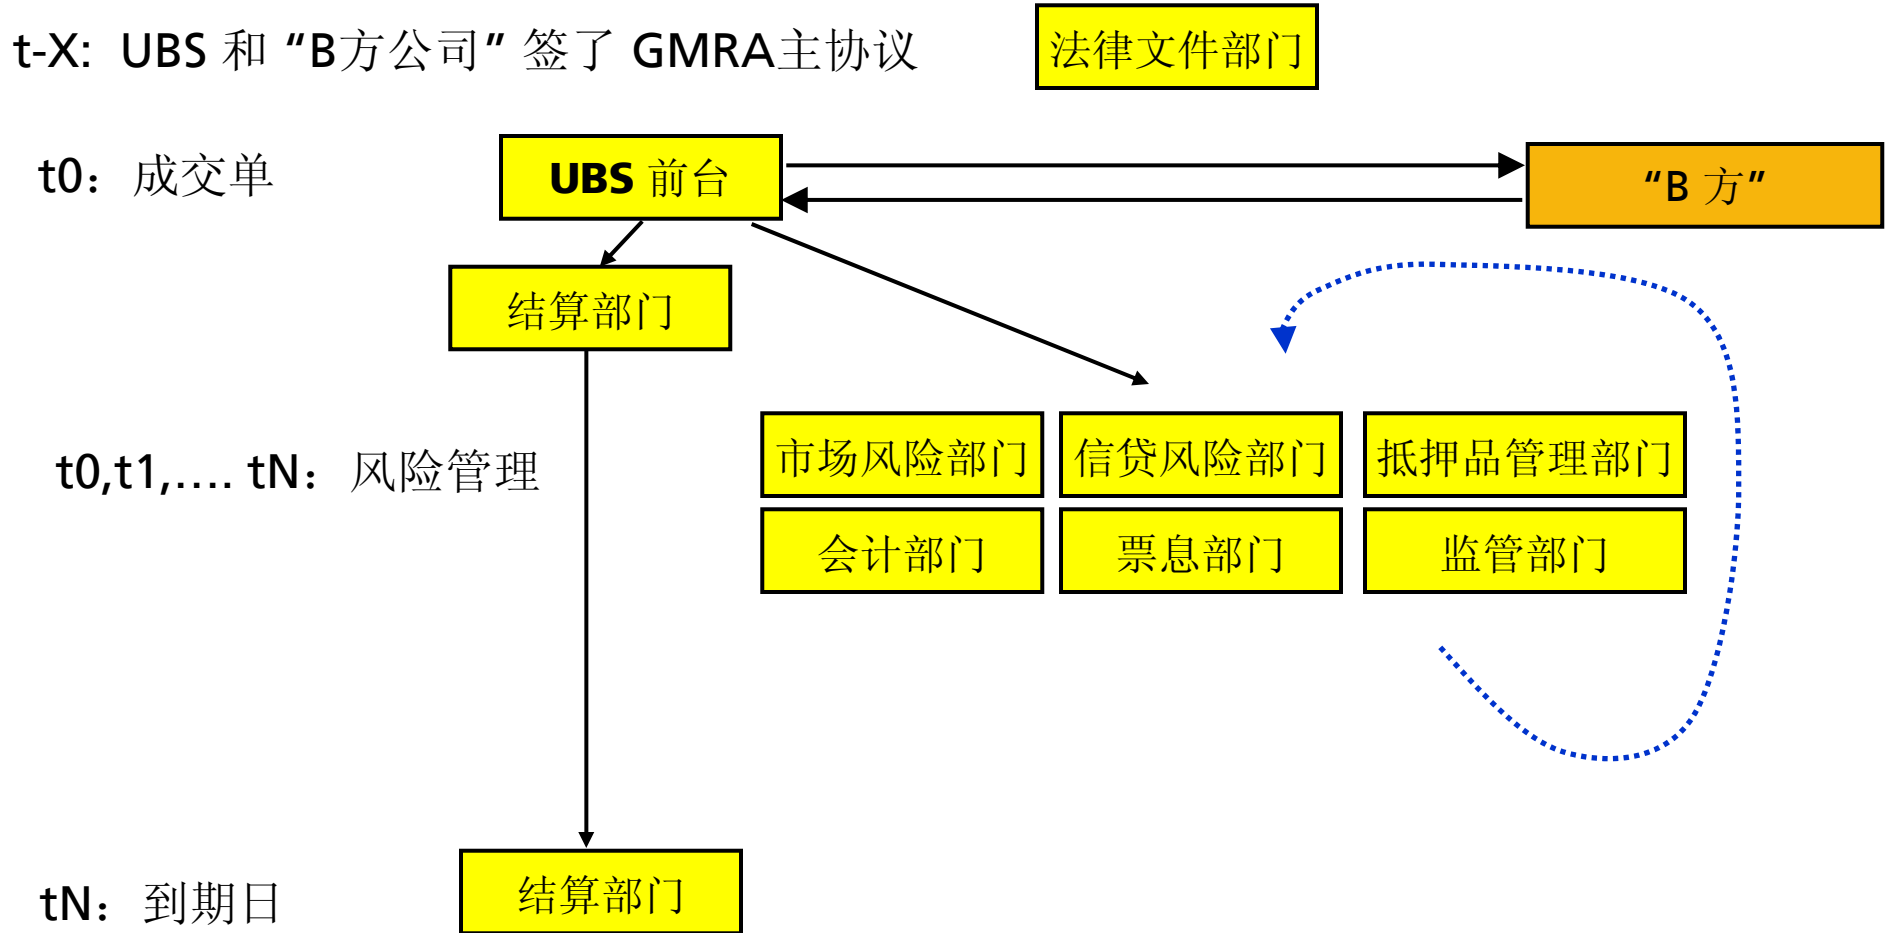 t-X: UBS 和 “B方公司” 签了 GMRA主协议
法律文件部门
t0：成交单
UBS 前台
“B 方”
结算部门
t0,t1,…. tN：风险管理
市场风险部门
信贷风险部门
抵押品管理部门
会计部门
票息部门
监管部门
tN：到期日
结算部门